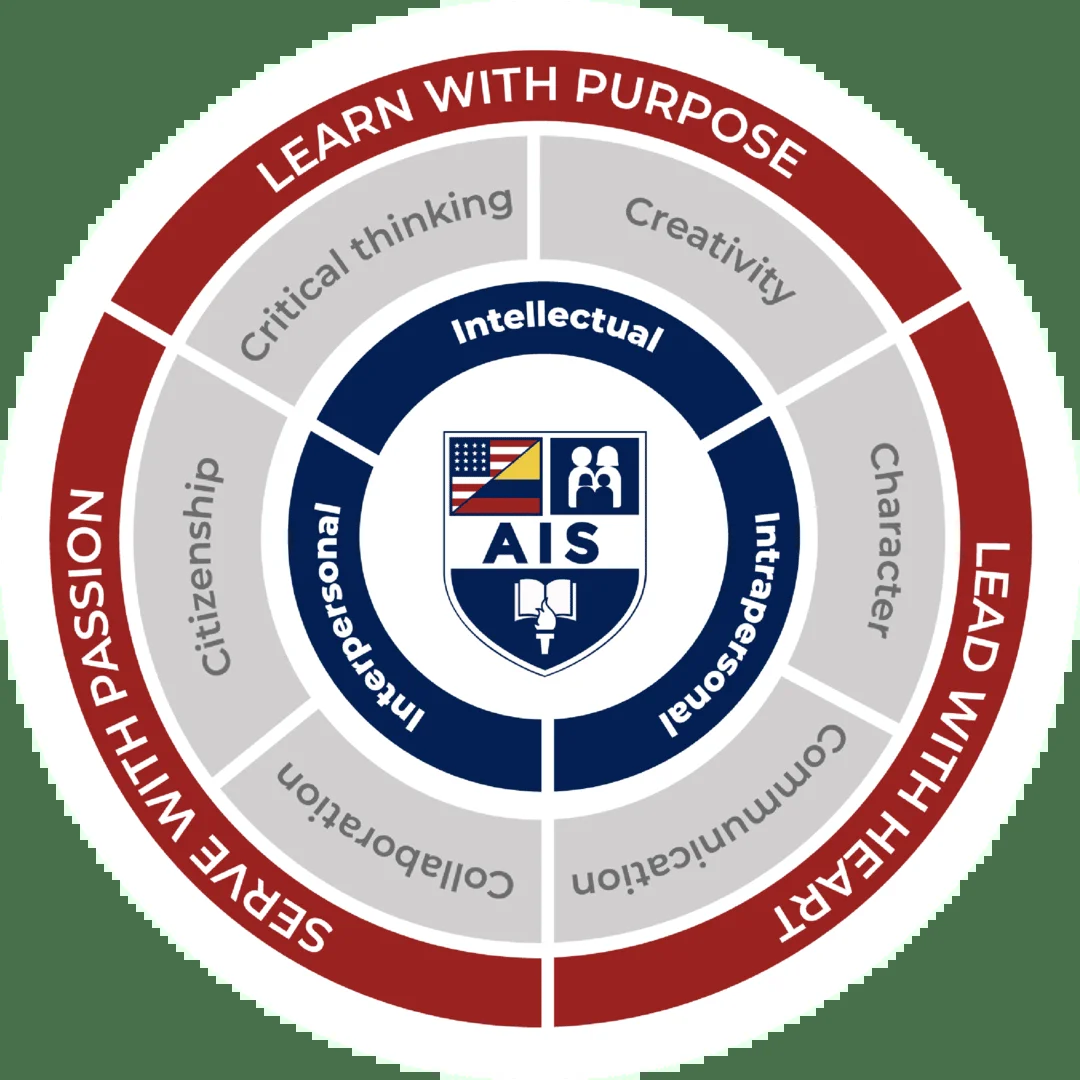 LEARN WITH PURPOSE
LEAD WITH HEART
SERVE WITH PASSION
Critical thinking
Creativity
Character
Communication
Collaboration
Citizenship
Intellectual
Intrapersonal
Interpersonal
AIS